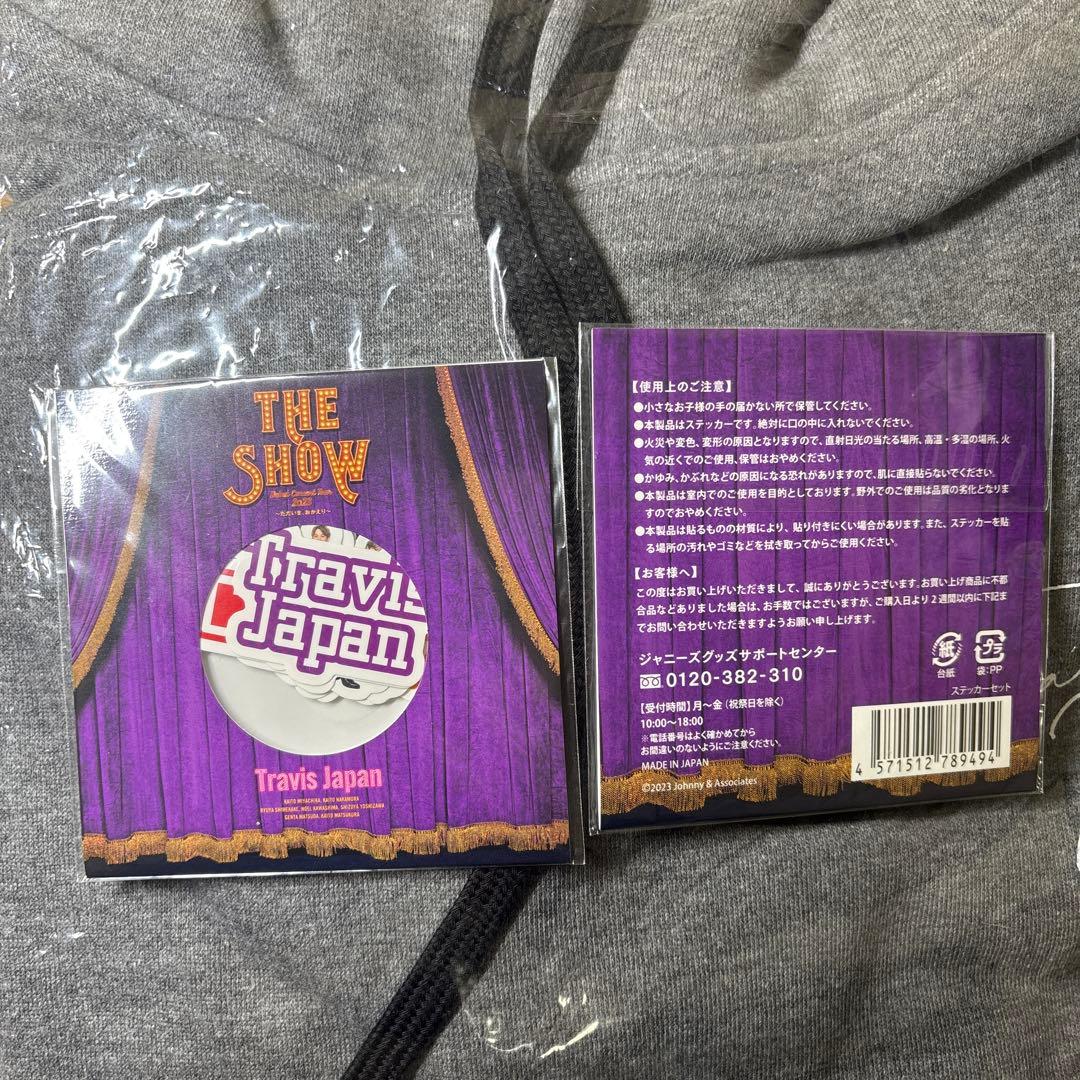 THE
SHOW
Debut Concert Tour
2023
～ただいま、おかえり～
Travis
Japan
Travis Japan
KAITO MIYACHIKA, KAITO NAKAMURA
RYUYA SHIMEKAKE, NOEL KAWASHIMA, SHIZUYA YOSHIZAWA
GENTA MATSUDA, KAITO MATSUKURA
【使用上のご注意】
●小さなお子様の手の届かない所で保管してください。
●本製品はステッカーです。絶対に口の中に入れないでください。
●火災や変色、変形の原因となりますので、直射日光の当たる場所、高温・多湿の場所、火
気の近くでのご使用、保管はおやめください。
●かゆみ、かぶれなどの原因になる恐れがありますので、肌に直接貼らないでください。
●本製品は室内でのご使用を目的としております。野外でのご使用は品質の劣化となりま
すのでおやめください。
●本製品は貼るものの材質により、貼り付きにくい場合があります。また、ステッカーを貼
る場所の汚れやゴミなどを拭き取ってからご使用ください。
【お客様へ】
この度はお買い上げいただきまして、誠にありがとうございます。お買い上げ商品に不都
合品などありました場合は、お手数ではございますが、ご購入日より2週間以内に下記ま
でお問い合わせいただきますようお願い申し上げます。
ジャニーズグッズサポートセンター
0120-382-310
【受付時間】月～金（祝祭日を除く）
10:00～18:00
※電話番号はよく確かめてから
お間違いのないようにご注意ください。
MADE IN JAPAN
©2023 Johnny & Associates
紙
台紙
プラ
袋:PP
ステッカーセット
4 571512 789494